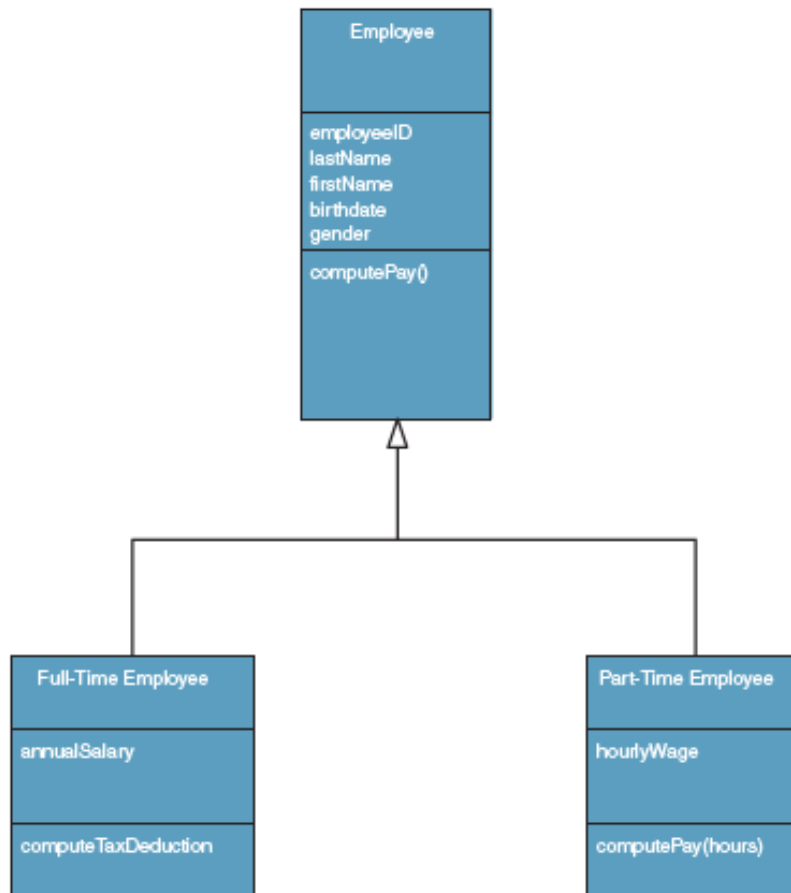 Employee
employeeID
lastName
firstName
birthdate
gender
computePay()
Full-Time Employee
annualSalary
computeTaxDeduction
Part-Time Employee
hourlyWage
computePay(hours)